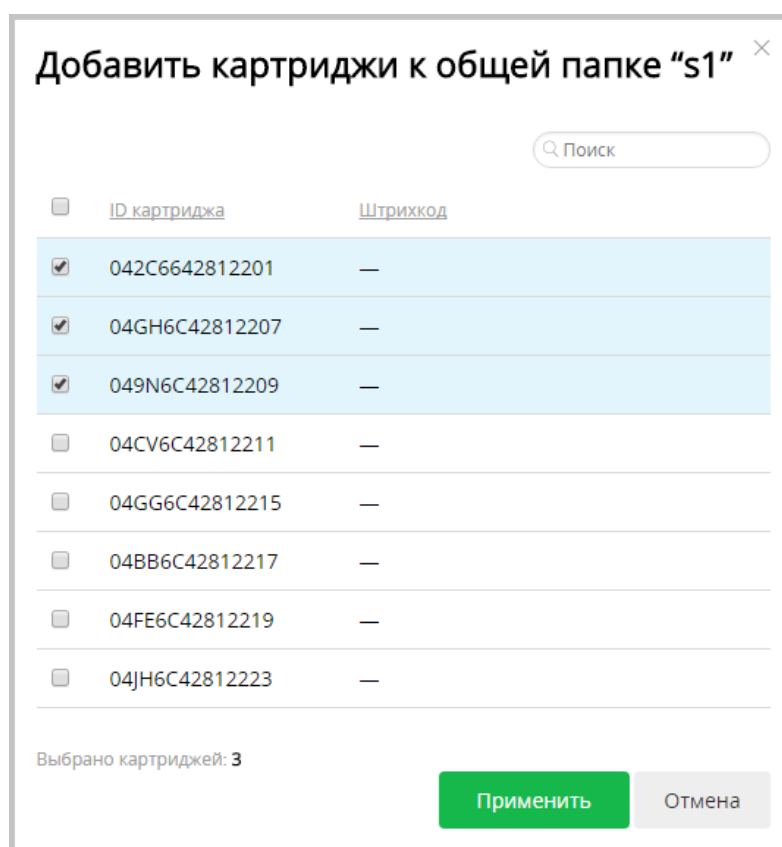 Добавить картриджи к общей папке “s1”
Поиск
ID картриджа Штрихкод
042C6642812201 —
04GH6C42812207 —
049N6C42812209 —
04CV6C42812211 —
04GG6C42812215 —
04BB6C42812217 —
04FE6C42812219 —
04JH6C42812223 —
Выбрано картриджей: 3
Применить Отмена